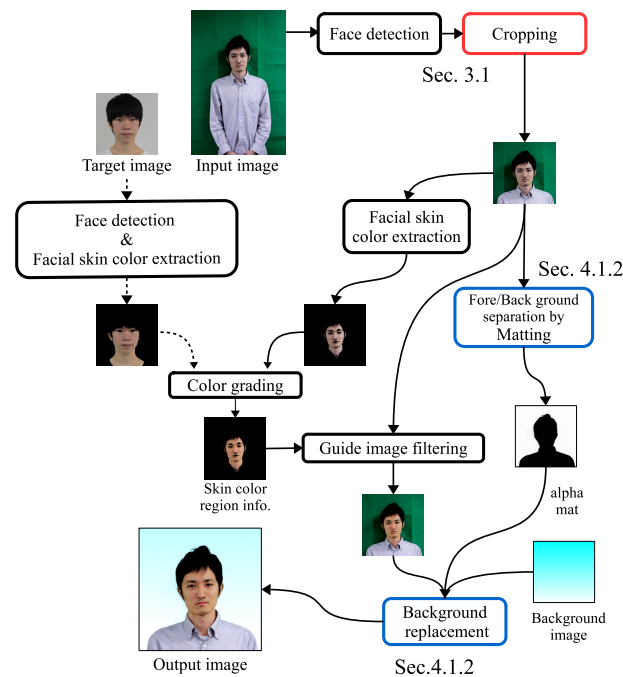 Face detection
Cropping
Sec. 3.1
Target image
Input image
Face detection
&
Facial skin color extraction
Facial skin
color extraction
Sec. 4.1.2
Fore/Back ground
separation by
Matting
Color grading
Guide image filtering
Skin color
region info.
alpha
mat
Background
replacement
Background
image
Output image
Sec.4.1.2